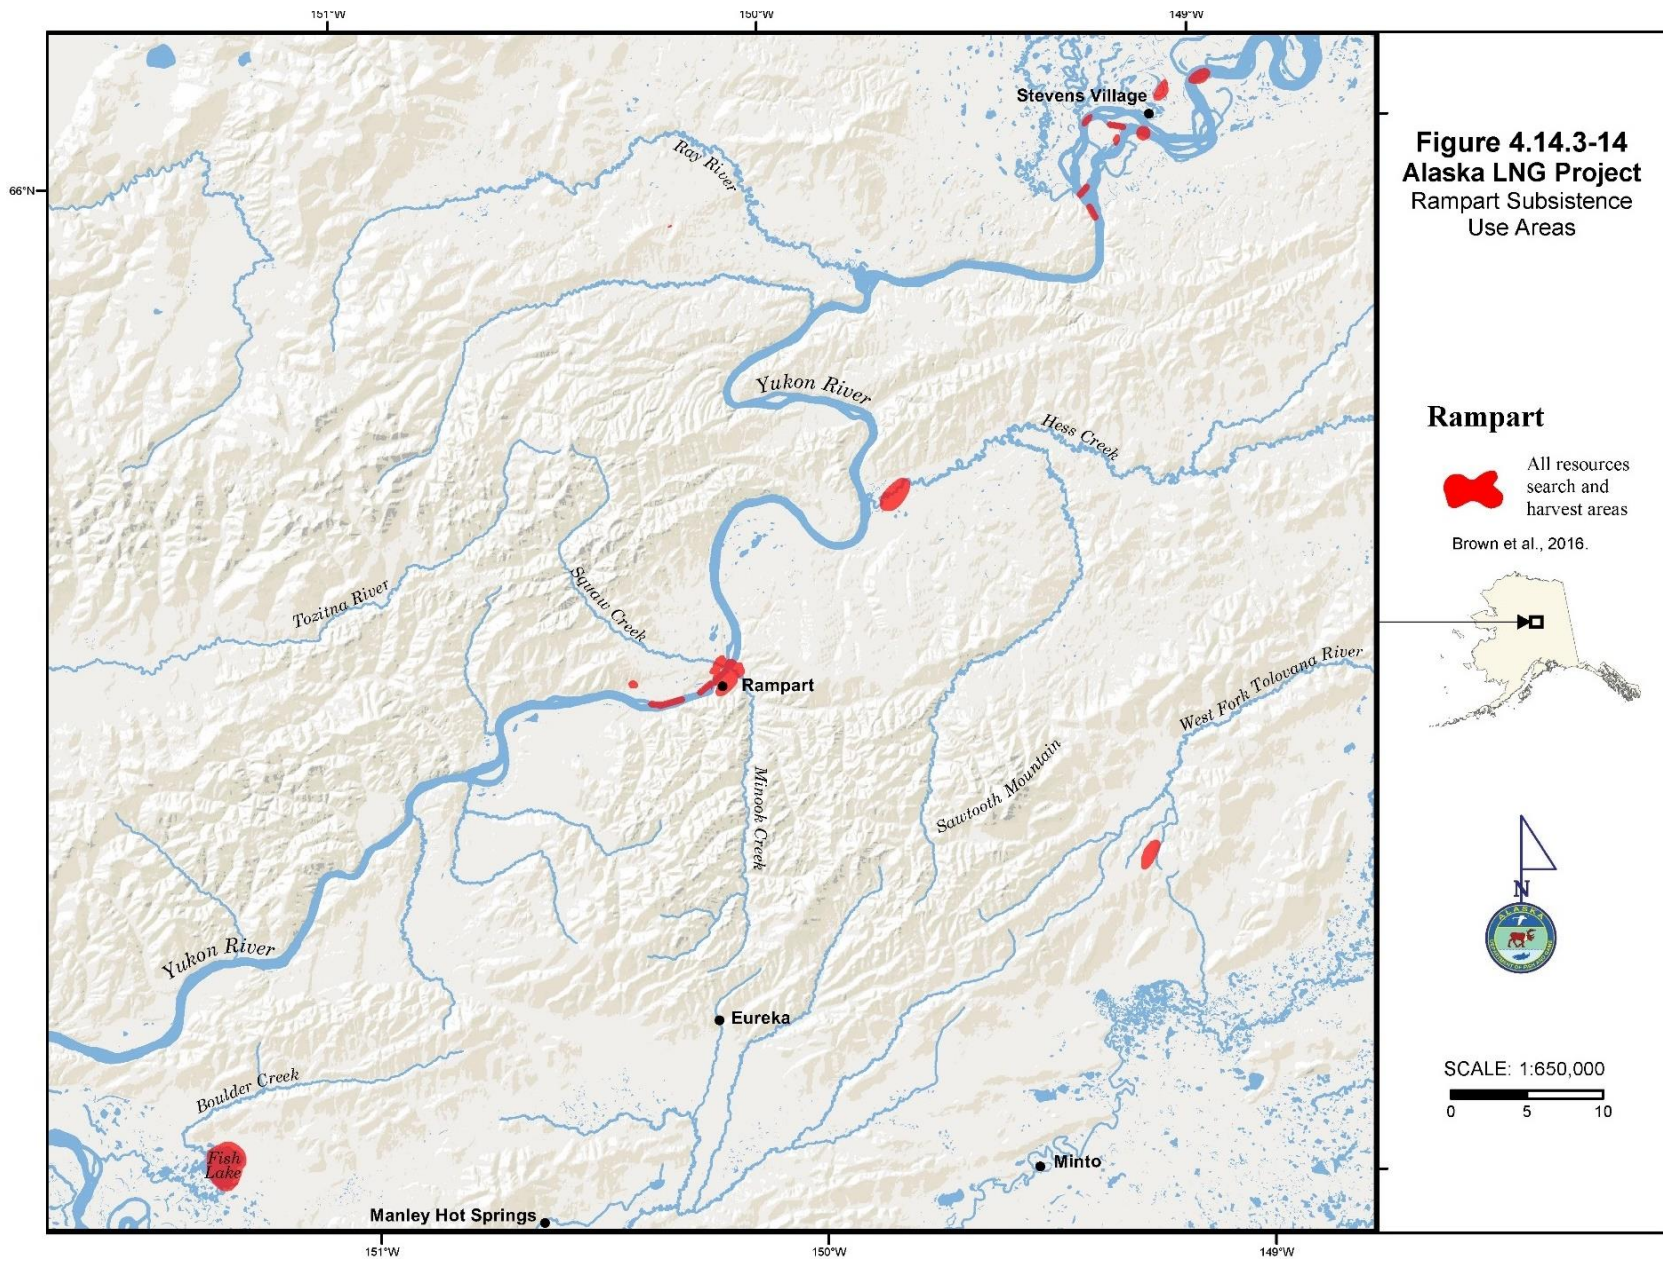 151°W
150°W
149°W
66°N
Stevens Village
Ray River
Yukon River
Hess Creek
Squaw Creek
Tozitna River
Rampart
West Fork Tolovana River
Sawtooth Mountain
Minook Creek
Yukon River
Eureka
Boulder Creek
Fish
Lake
Minto
Manley Hot Springs
151°W
150°W
149°W
Figure 4.14.3-14
Alaska LNG Project
Rampart Subsistence
Use Areas
Rampart
All resources
search and
harvest areas
Brown et al., 2016.
N
ALASKA
SCALE: 1:650,000
0 5 10